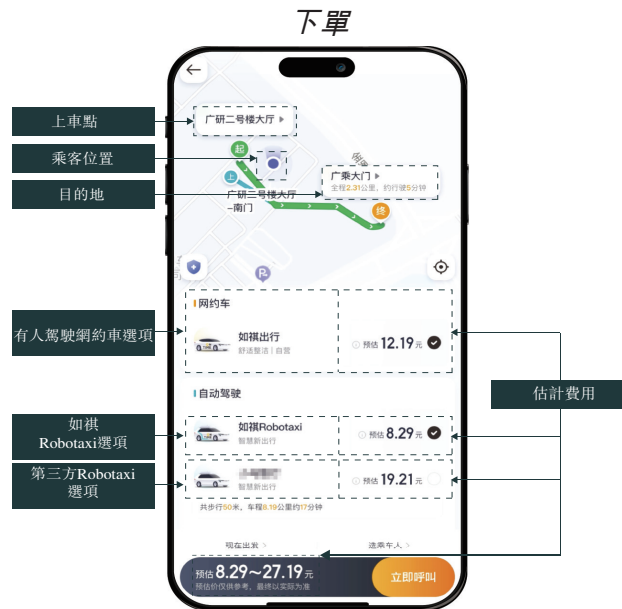 下單
上車點
乘客位置
目的地
有人駕駛網約車選項
如祺
Robotaxi選項
第三方Robotaxi
選項
估計費用
广研二号楼大厅
起
上
广研二号楼大厅
-南门
广乘大门
全程2.31公里，约行驶5分钟
终
网约车
如祺出行
舒适整洁 | 自营
预估 12.19 元
自动驾驶
如祺Robotaxi
智慧新出行
预估 8.29 元
智慧新出行
预估 19.21 元
共步行50米，车程8.19公里约17分钟
现在出发
选乘车人
预估 8.29～27.19 元
预估价仅供参考，最终以实际为准
立即呼叫